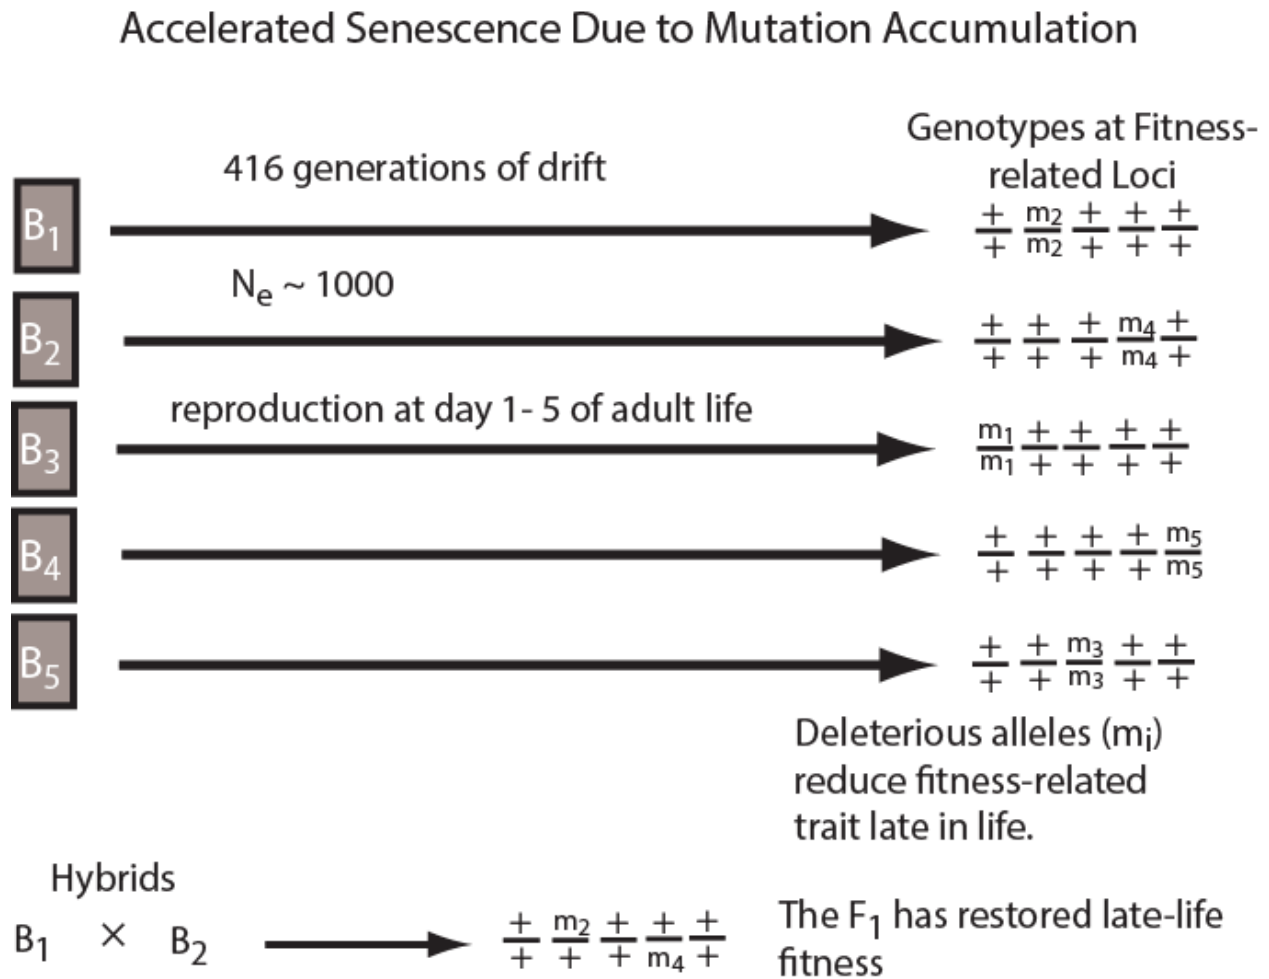 Accelerated Senescence Due to Mutation Accumulation
Genotypes at Fitness-
related Loci
416 generations of drift
B1
+ m2 + + +
+ m2 + + +
Ne ~ 1000
B2
+ + + m4 +
+ + + m4 +
reproduction at day 1- 5 of adult life
B3
m1 + + + +
m1 + + + +
B4
+ + + + m5
+ + + + m5
B5
+ + m3 + +
+ + m3 + +
Deleterious alleles (mi)
reduce fitness-related
trait late in life.
Hybrids
B1 × B2
+ m2 + + +
+ + + m4 +
The F1 has restored late-life
fitness